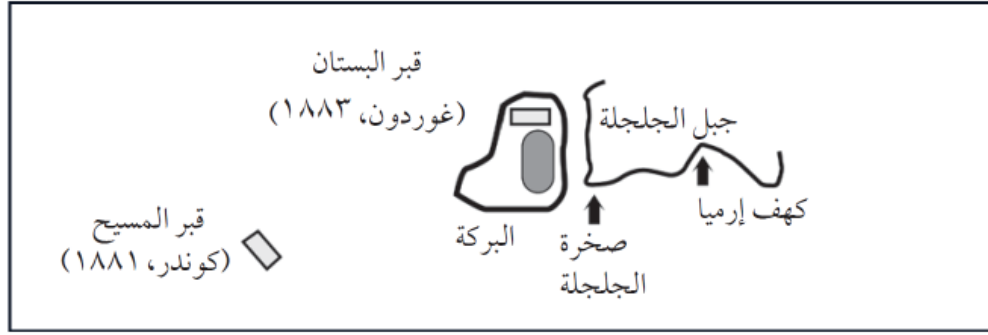 قبر البستان
(غوردون، ١٨٨٣)
جبل الجلجلة
كهف إرميا
صخرة
الجلجلة
البركة
قبر المسيح
(كوندر، ١٨٨١)